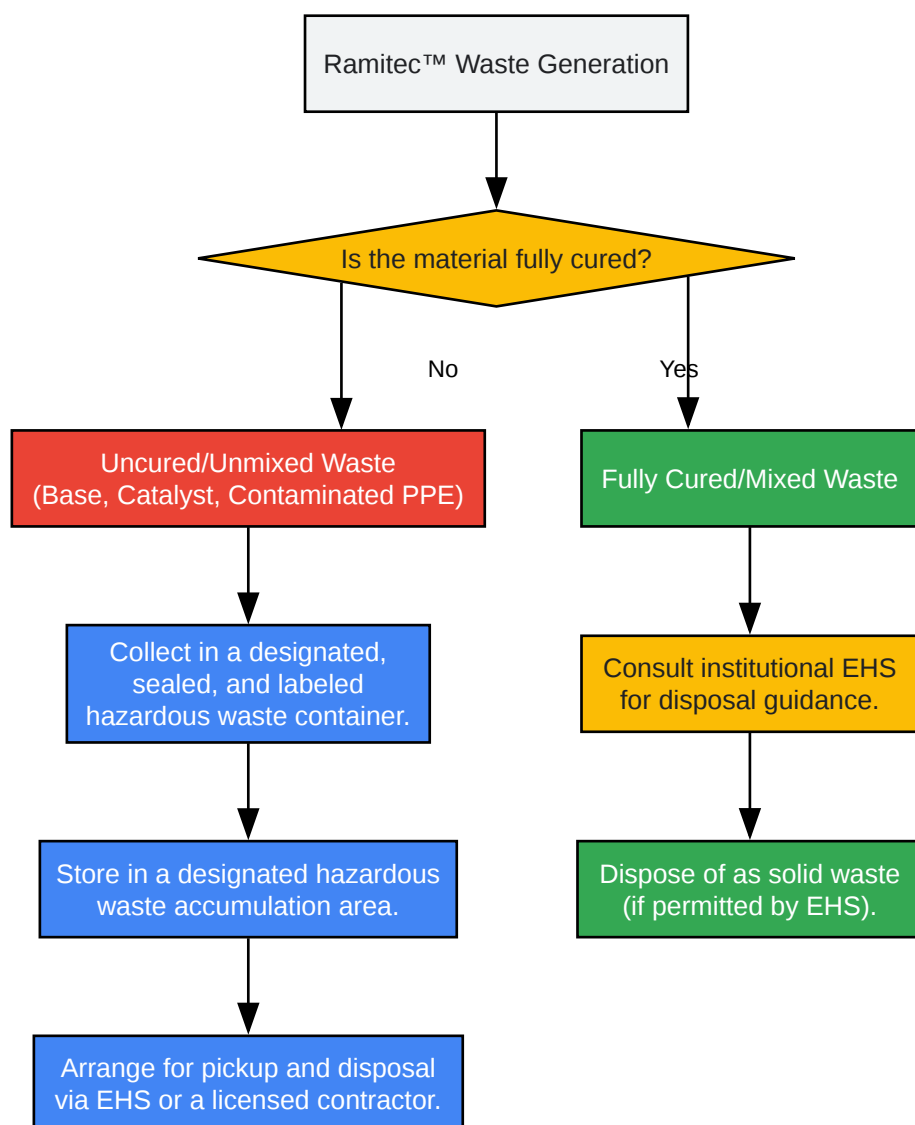 Ramitec™ Waste Generation
Is the material fully cured?
No
Yes
Uncured/Unmixed Waste
(Base, Catalyst, Contaminated PPE)
Fully Cured/Mixed Waste
Collect in a designated,
sealed, and labeled
hazardous waste container.
Consult institutional EHS
for disposal guidance.
Store in a designated hazardous
waste accumulation area.
Dispose of as solid waste
(if permitted by EHS).
Arrange for pickup and disposal
via EHS or a licensed contractor.